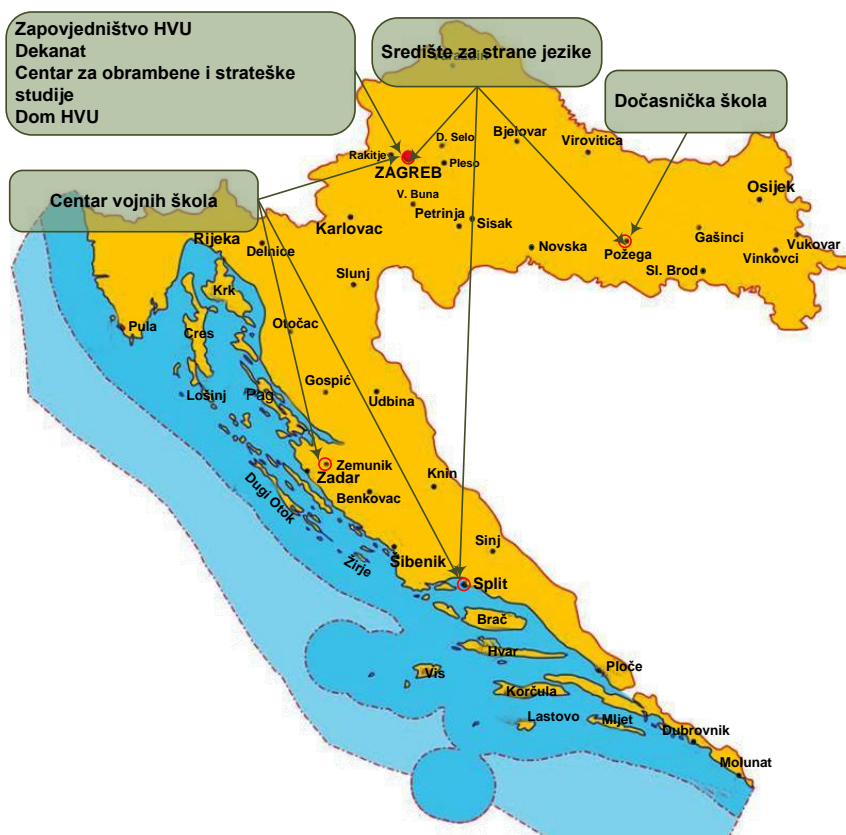 Zapovjedništvo HVU
Dekanat
Centar za obrambene i strateške
studije
Dom HVU
Središte za strane jezike
Varaždin
Dočasnička škola
Centar vojnih škola
D. Selo
Bjelovar
Virovitica
Rakitje
Pleso
ZAGREB
Osijek
V. Buna
Karlovac
Petrinja
Sisak
Rijeka
Delnice
Novska
Požega
Gašinci
Vukovar
Vinkovci
Sl. Brod
Slunj
Krk
Pula
Cres
Otočac
Lošinj
Pag
Gospić
Udbina
Zemunik
Zadar
Knin
Dugi Otok
Benkovac
Sinj
Šibenik
Žirje
Split
Brač
Hvar
Vis
Ploče
Korčula
Lastovo
Mljet
Dubrovnik
Molunat